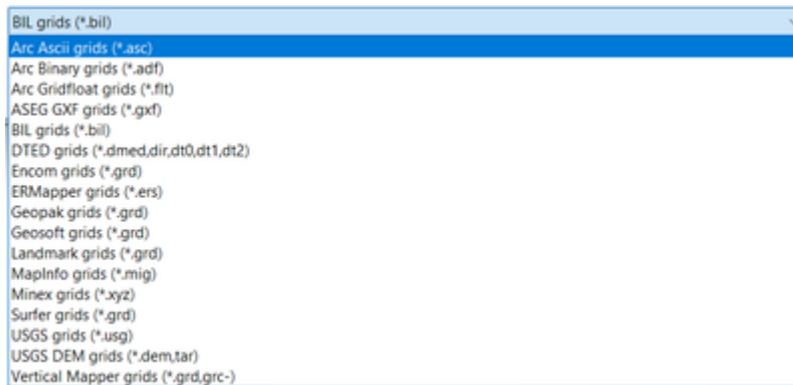 BIL grids (*.bil)
Arc Ascii grids (*.asc)
Arc Binary grids (*.adf)
Arc Gridfloat grids (*.flt)
ASEG GXF grids (*.gxf)
BIL grids (*.bil)
DTED grids (*.dmed,dir,dt0,dt1,dt2)
Encom grids (*.grd)
ERMapper grids (*.ers)
Geopak grids (*.grd)
Geosoft grids (*.grd)
Landmark grids (*.grd)
MapInfo grids (*.mig)
Minex grids (*.xyz)
Surfer grids (*.grd)
USGS grids (*.usg)
USGS DEM grids (*.dem,tar)
Vertical Mapper grids (*.grd,grc-)